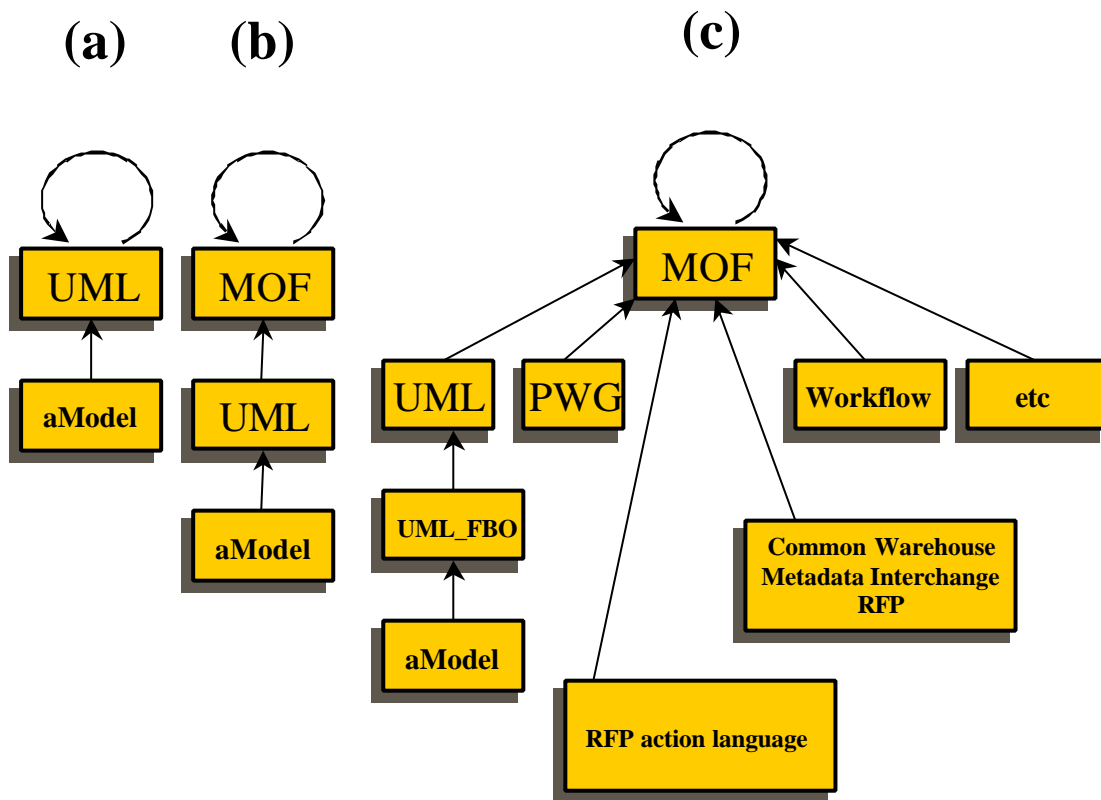 (a)
(b)
(c)
UML
aModel
MOF
UML
aModel
MOF
UML
PWG
Workflow
etc
UML_FBO
aModel
Common Warehouse
Metadata Interchange
RFP
RFP action language